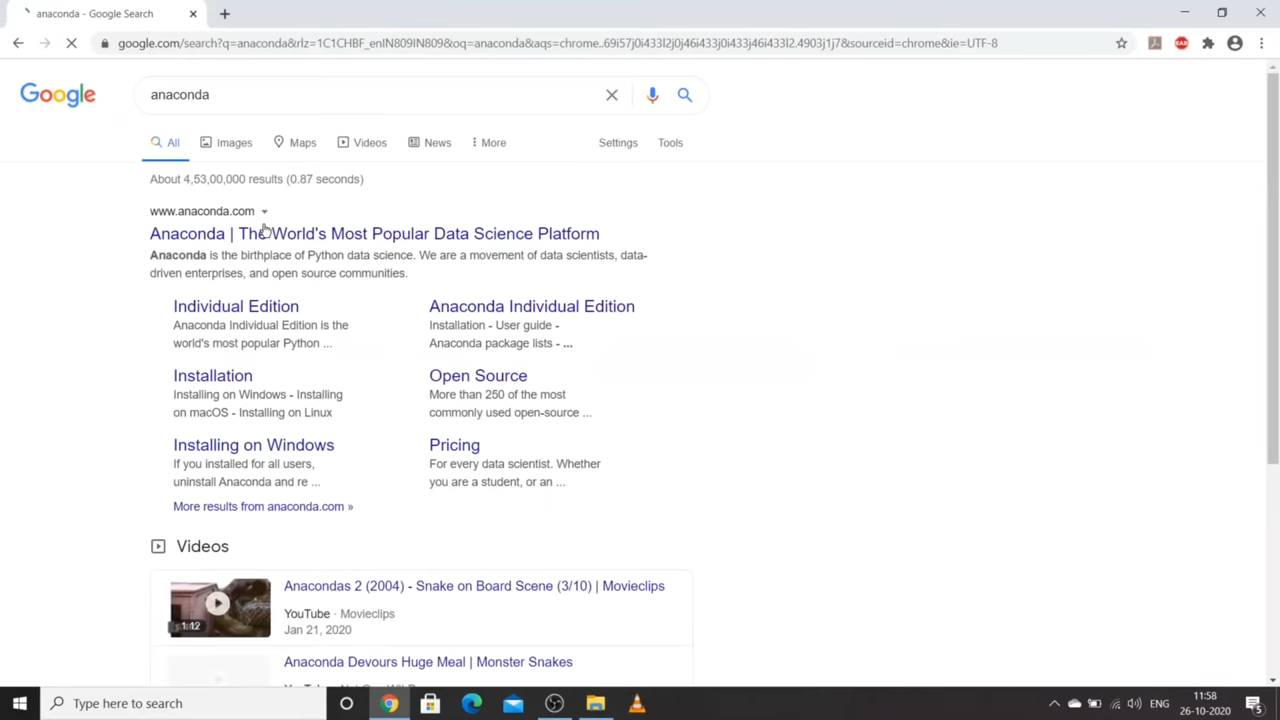 anaconda - Google Search
google.com/search?q=anaconda&rlz=1C1CHBF_enIN809IN809&oq=anaconda&aqs=chrome..69i57j0i433l2j0j46i433j0i433j46i433l2.4903j1j7&sourceid=chrome&ie=UTF-8
Google
anaconda
All Images Maps Videos News More Settings Tools
About 4,53,00,000 results (0.87 seconds)
www.anaconda.com
Anaconda | The World's Most Popular Data Science Platform
Anaconda is the birthplace of Python data science. We are a movement of data scientists, data-
driven enterprises, and open source communities.
Individual Edition
Anaconda Individual Edition is the
world's most popular Python ...
Anaconda Individual Edition
Installation - User guide -
Anaconda package lists - ...
Installation
Installing on Windows - Installing
on macOS - Installing on Linux
Open Source
More than 250 of the most
commonly used open-source ...
Installing on Windows
If you installed for all users,
uninstall Anaconda and re ...
Pricing
For every data scientist. Whether
you are a student, or an ...
More results from anaconda.com »
Videos
Anacondas 2 (2004) - Snake on Board Scene (3/10) | Movieclips
YouTube · Movieclips
Jan 21, 2020
1:12
Anaconda Devours Huge Meal | Monster Snakes
Type here to search
ENG
11:58
26-10-2020
5